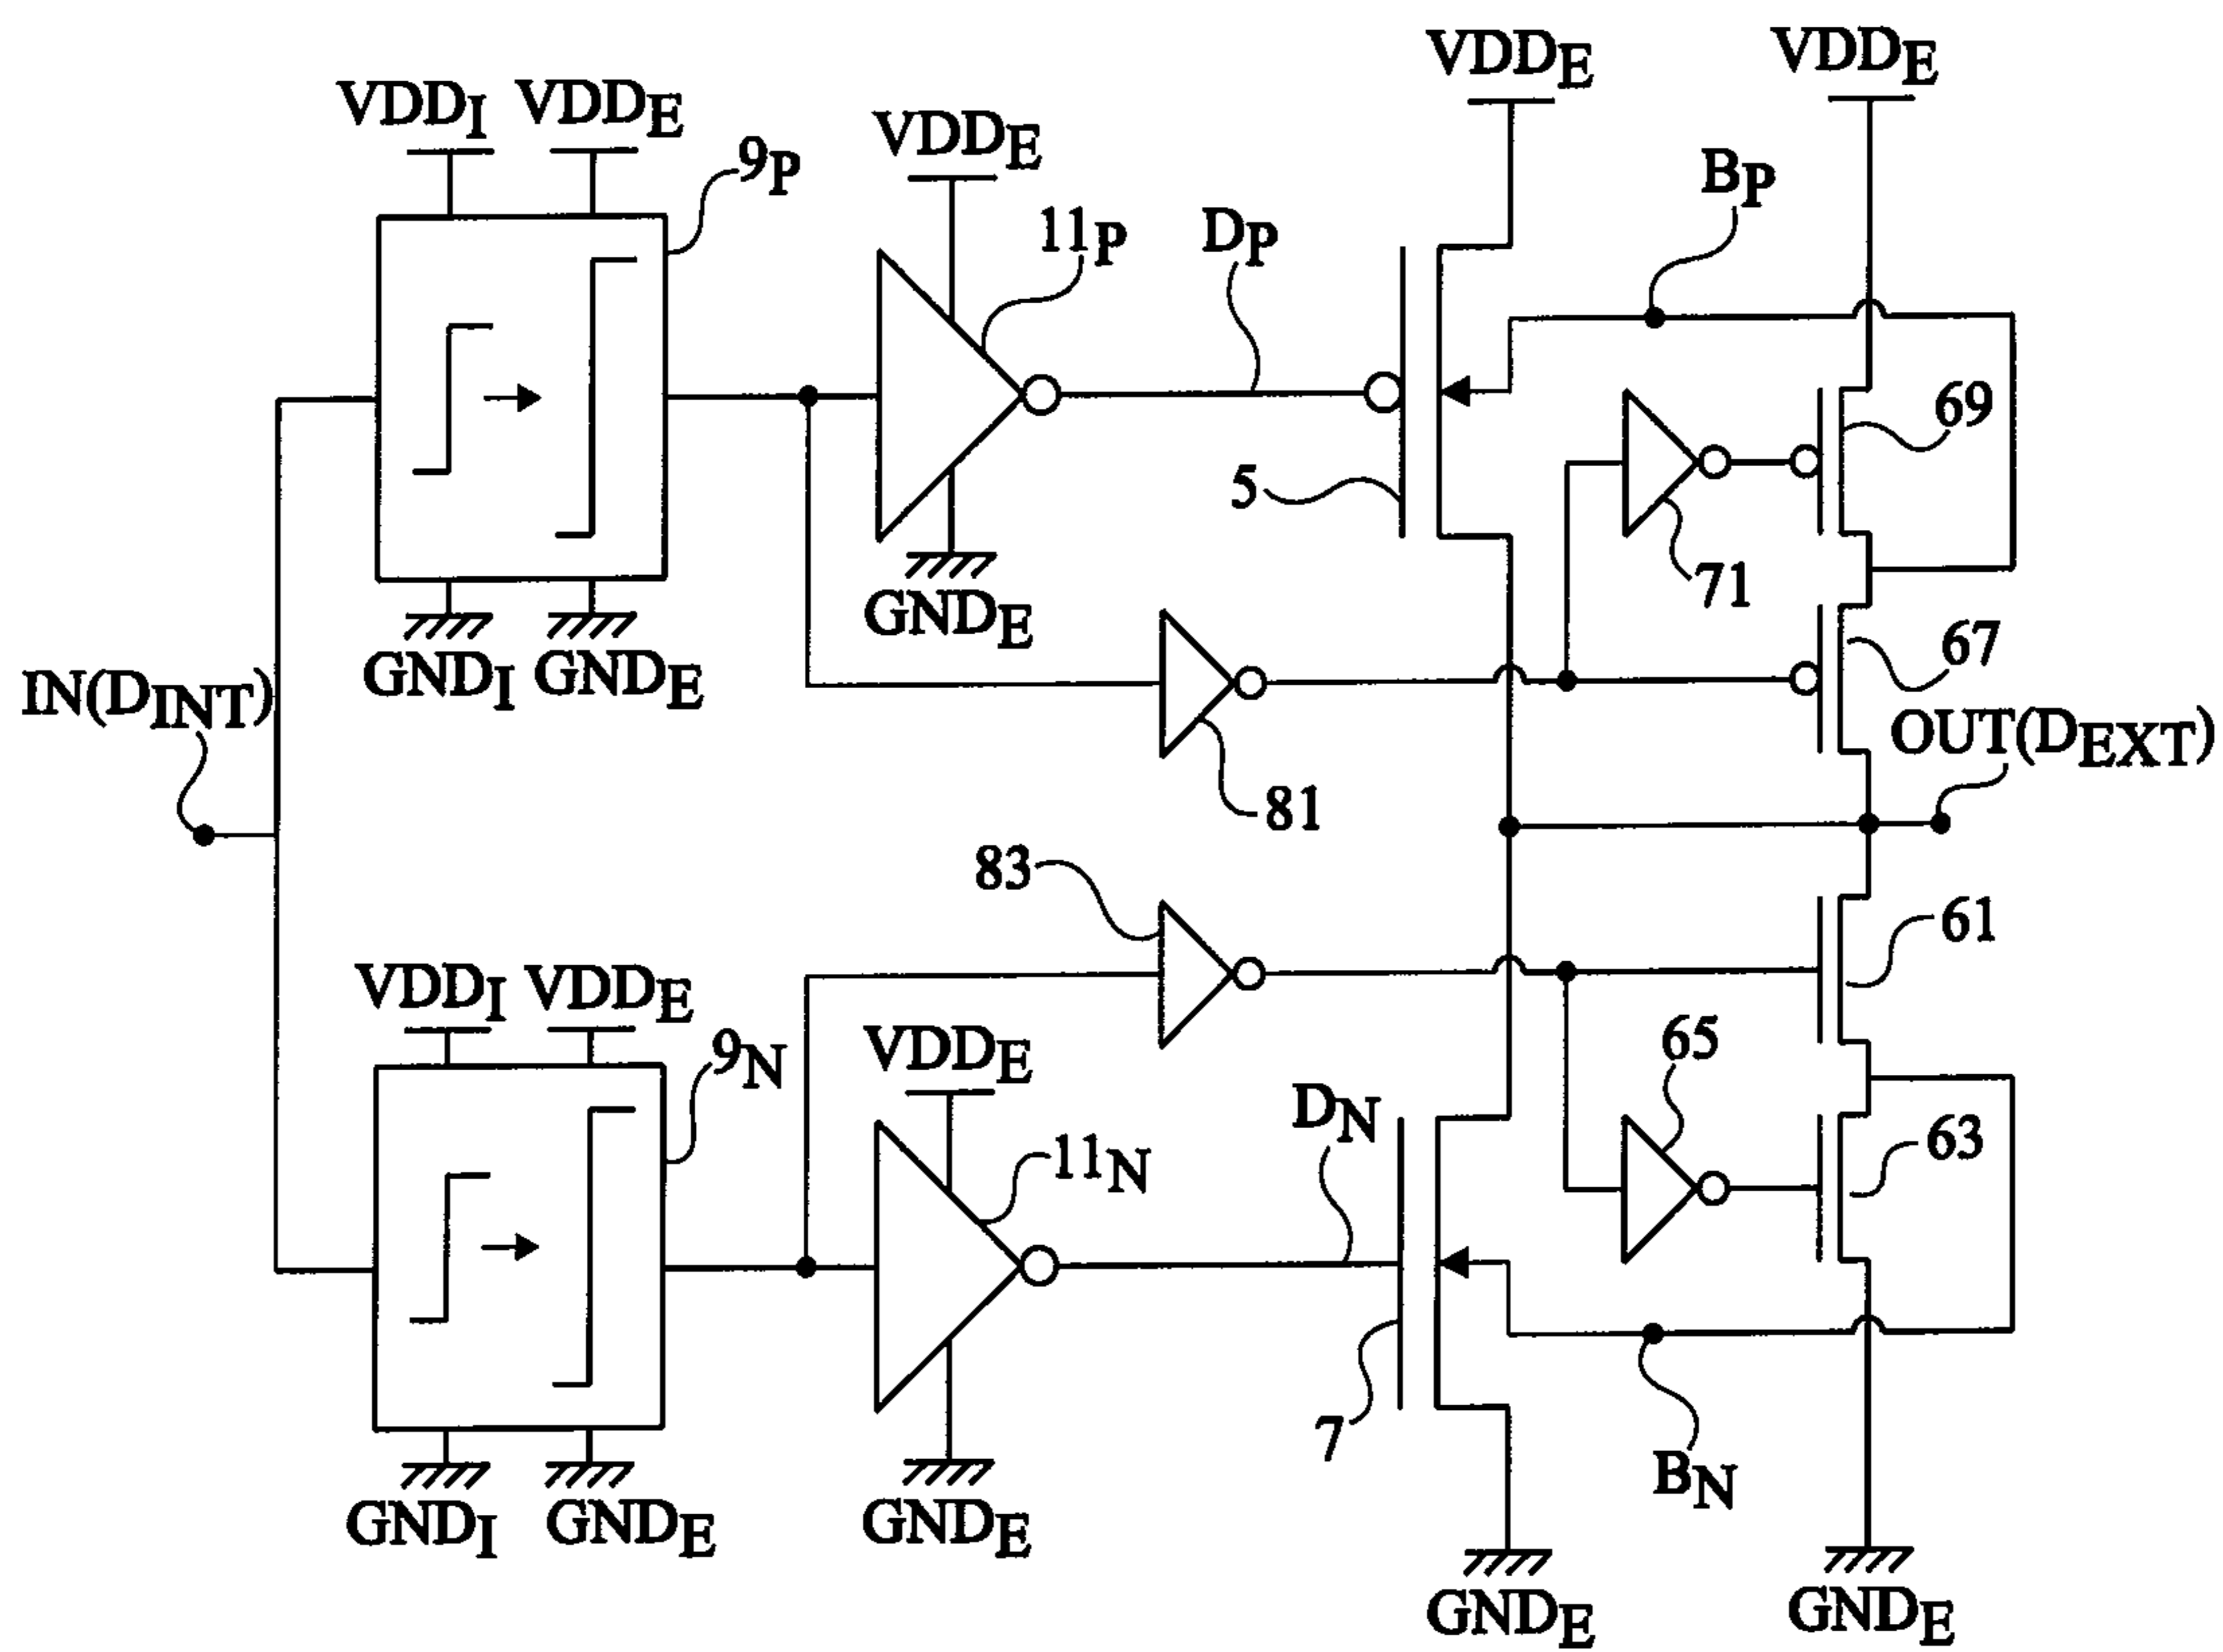 VDDE
VDDE
VDDI
VDDE
9P
VDDE
11P
DP
BP
69
5
71
GNDE
GNDI
GNDE
67
IN(DINT)
OUT(DEXT)
81
83
61
VDDI
VDDE
9N
VDDE
65
11N
DN
63
7
BN
GNDI
GNDE
GNDE
GNDE
GNDE